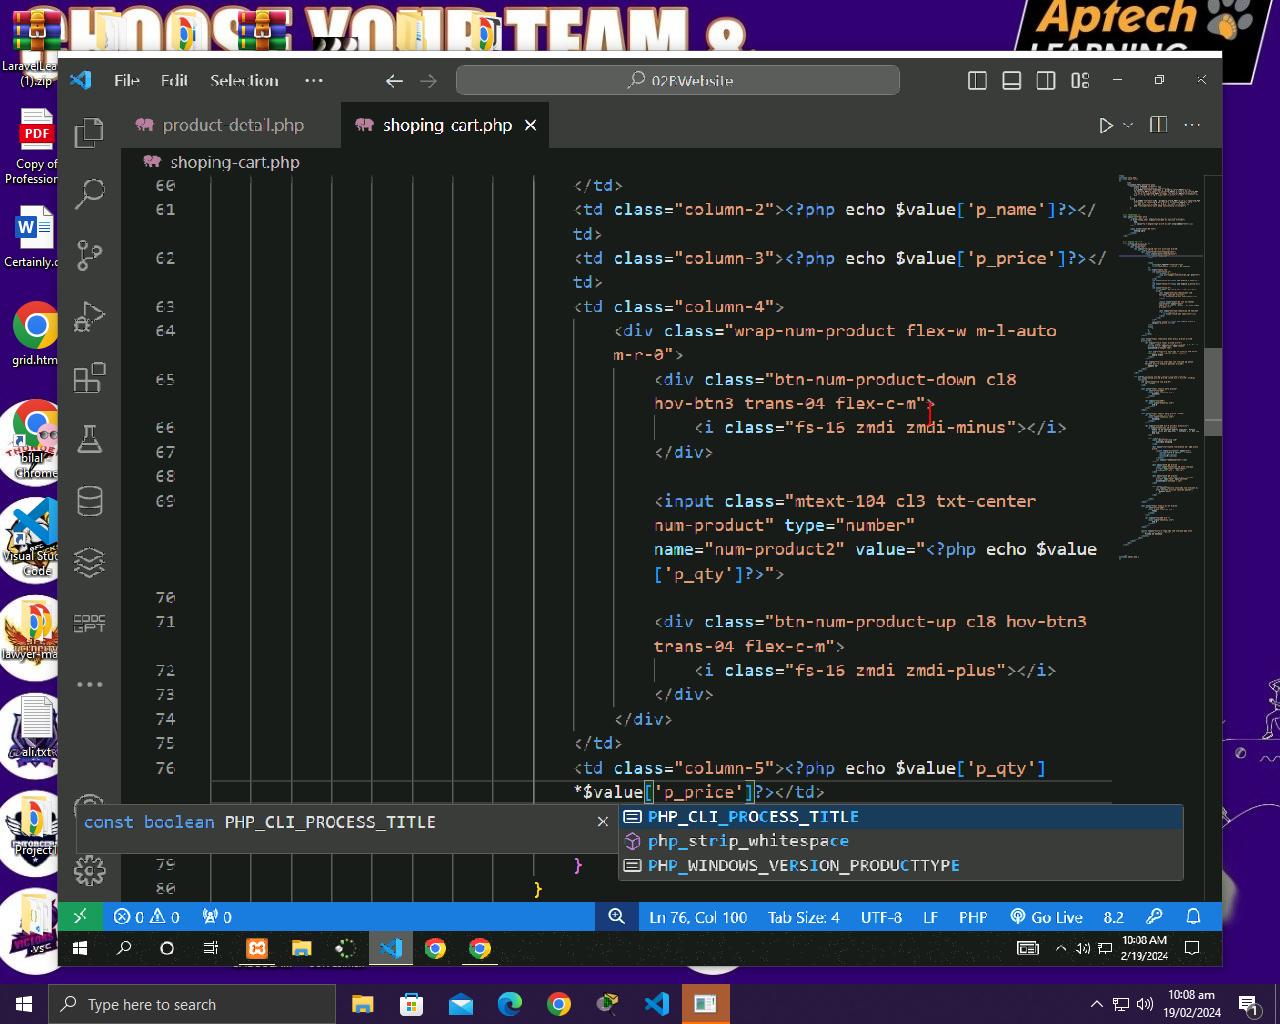 CHOOSE YOUR TEAM &
Aptech
LEARNING
(1).zip
PDF
Copy of
Profession
W
grid.htm
bilal -
Chrome
Visual Stud
Code
lawyer-ma
ali.txt
Project
.vsc
File Edit Selection ···
02BWebsite
product-detail.php
shoping-cart.php
shoping-cart.php
60 </td>
61 <td class="column-2"><?php echo $value['p_name']?></
td>
62 <td class="column-3"><?php echo $value['p_price']?></
td>
63 <td class="column-4">
64 <div class="wrap-num-product flex-w m-l-auto
m-r-0">
65 <div class="btn-num-product-down cl8
hov-btn3 trans-04 flex-c-m">
66 <i class="fs-16 zmdi zmdi-minus"></i>
67 </div>
68
69 <input class="mtext-104 cl3 txt-center
num-product" type="number"
name="num-product2" value="<?php echo $value
['p_qty']?>">
70
71 <div class="btn-num-product-up cl8 hov-btn3
trans-04 flex-c-m">
72 <i class="fs-16 zmdi zmdi-plus"></i>
73 </div>
74 </div>
75 </td>
76 <td class="column-5"><?php echo $value['p_qty']
*$value['p_price']?></td>
const boolean PHP_CLI_PROCESS_TITLE
PHP_CLI_PROCESS_TITLE
php_strip_whitespace
PHP_WINDOWS_VERSION_PRODUCTTYPE
79 }
80 }
0 0 0
Ln 76, Col 100 Tab Size: 4 UTF-8 LF PHP Go Live 8.2
10:08 AM
2/19/2024
Type here to search
10:08 am
19/02/2024
1